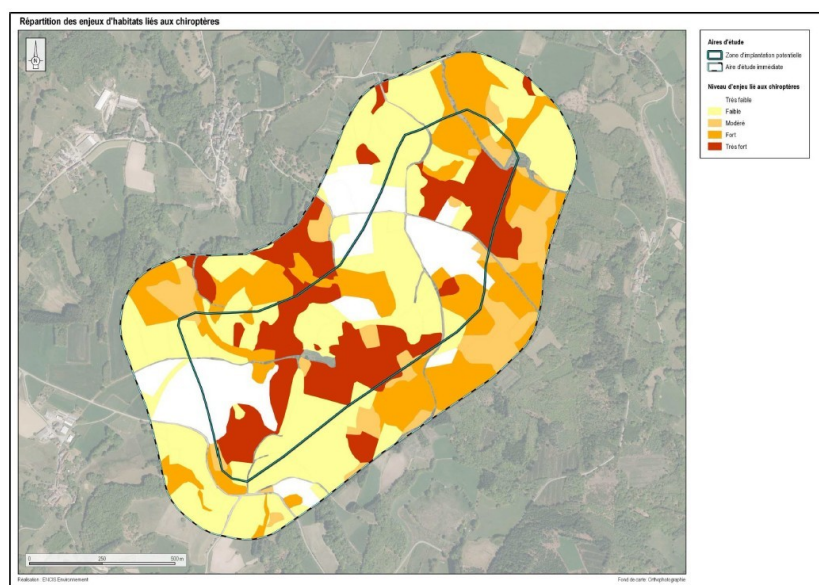 Répartition des enjeux d'habitats liés aux chiroptères
N
Aires d'étude
Zone d'implantation potentielle
Aire d'étude immédiate
Niveau d'enjeu lié aux chiroptères
Très faible
Faible
Modéré
Fort
Très fort
0 250 500 m
Réalisation : ENCIS Environnement
Fond de carte : Orthophotographie